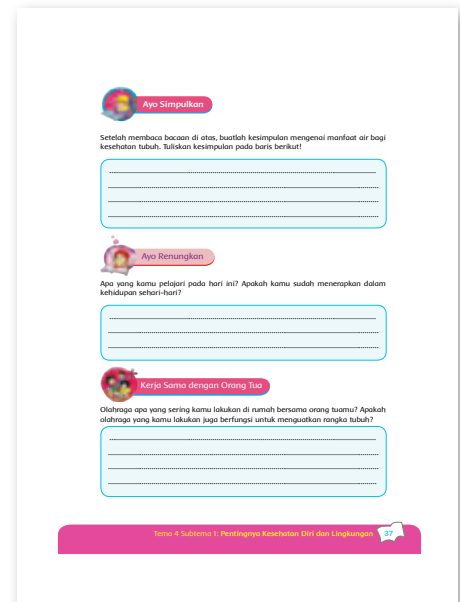 Ayo Simpulkan
Setelah membaca bacaan di atas, buatlah kesimpulan mengenai manfaat air bagi
kesehatan tubuh. Tuliskan kesimpulan pada baris berikut!
Ayo Renungkan
Apa yang kamu pelajari pada hari ini? Apakah kamu sudah menerapkan dalam
kehidupan sehari-hari?
Kerja Sama dengan Orang Tua
Olahraga apa yang sering kamu lakukan di rumah bersama orang tuamu? Apakah
olahraga yang kamu lakukan juga berfungsi untuk menguatkan rangka tubuh?
Tema 4 Subtema 1: Pentingnya Kesehatan Diri dan Lingkungan 37